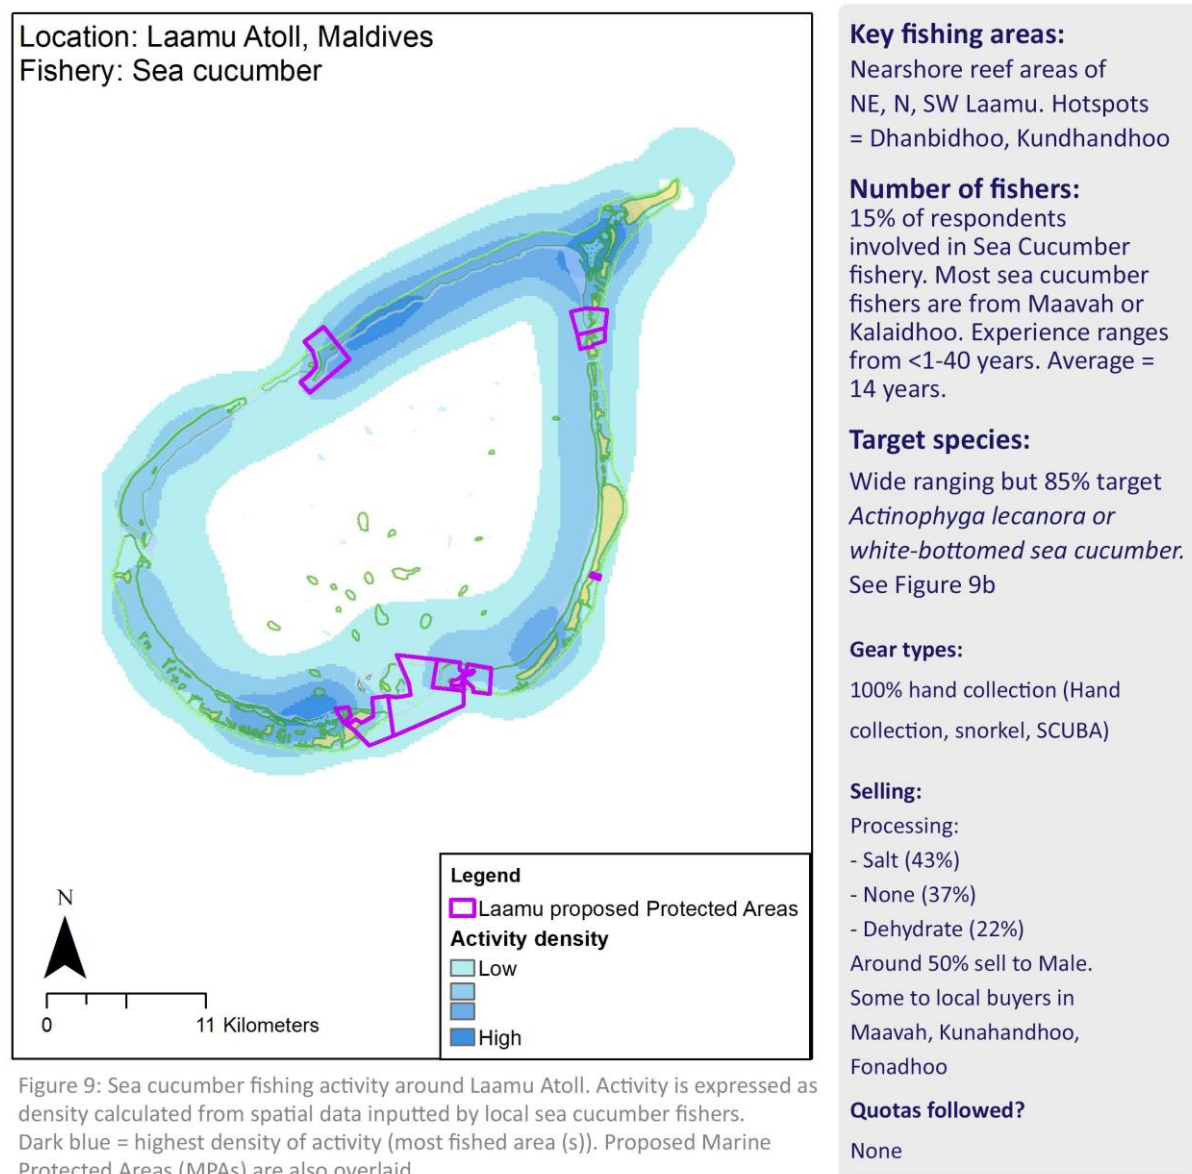 Location: Laamu Atoll, Maldives
Fishery: Sea cucumber
N
0
11 Kilometers
Legend
Laamu proposed Protected Areas
Activity density
Low
High
Figure 9: Sea cucumber fishing activity around Laamu Atoll. Activity is expressed as
density calculated from spatial data inputted by local sea cucumber fishers.
Dark blue = highest density of activity (most fished area (s)). Proposed Marine
Protected Areas (MPAs) are also overlaid
Key fishing areas:
Nearshore reef areas of
NE, N, SW Laamu. Hotspots
= Dhanbidhoo, Kundhandhoo
Number of fishers:
15% of respondents
involved in Sea Cucumber
fishery. Most sea cucumber
fishers are from Maavah or
Kalaidhoo. Experience ranges
from <1-40 years. Average =
14 years.
Target species:
Wide ranging but 85% target
Actinophyga lecanora or
white-bottomed sea cucumber.
See Figure 9b
Gear types:
100% hand collection (Hand
collection, snorkel, SCUBA)
Selling:
Processing:
- Salt (43%)
- None (37%)
- Dehydrate (22%)
Around 50% sell to Male.
Some to local buyers in
Maavah, Kunahandhoo,
Fonadhoo
Quotas followed?
None